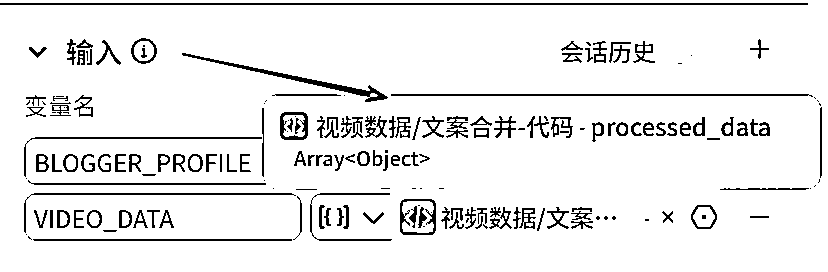 输入 会话历史 +
变量名
视频数据/文案合并-代码 - processed_data
Array<Object>
BLOGGER_PROFILE
VIDEO_DATA [{}] 视频数据/文案… - ×